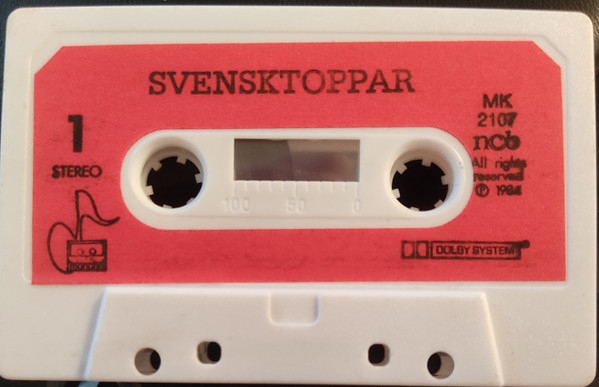 SVENSKTOPPAR
1
STEREO
MK
2107
ncb
All rights
reserved
℗ 1984
100 50 0
DOLBY SYSTEM®